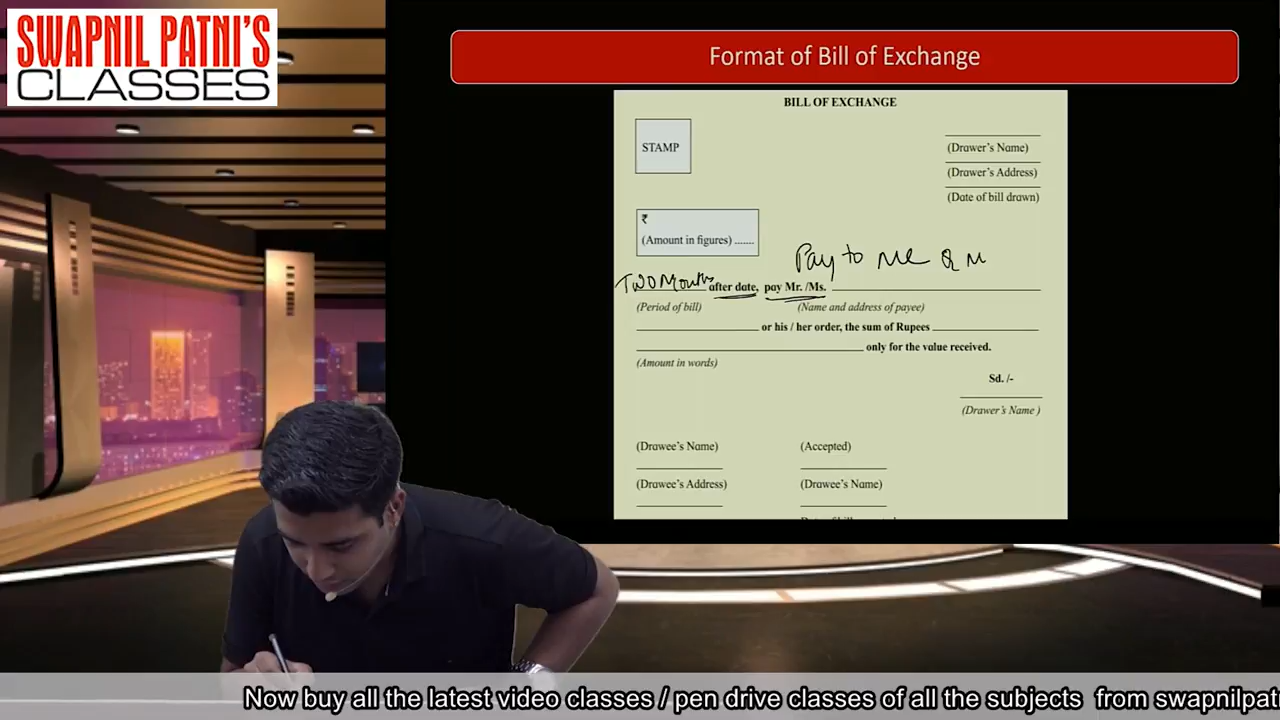 SWAPNIL PATNI'S
CLASSES
Format of Bill of Exchange
BILL OF EXCHANGE
STAMP
(Drawer's Name)
(Drawer's Address)
(Date of bill drawn)
₹
(Amount in figures) .......
Pay to me
Two Months after date, pay Mr. /Ms.
(Period of bill) (Name and address of payee)
or his / her order, the sum of Rupees
only for the value received.
(Amount in words)
Sd. /-
(Drawer's Name )
(Drawee's Name) (Accepted)
(Drawee's Address) (Drawee's Name)
Now buy all the latest video classes / pen drive classes of all the subjects from swapnilpat